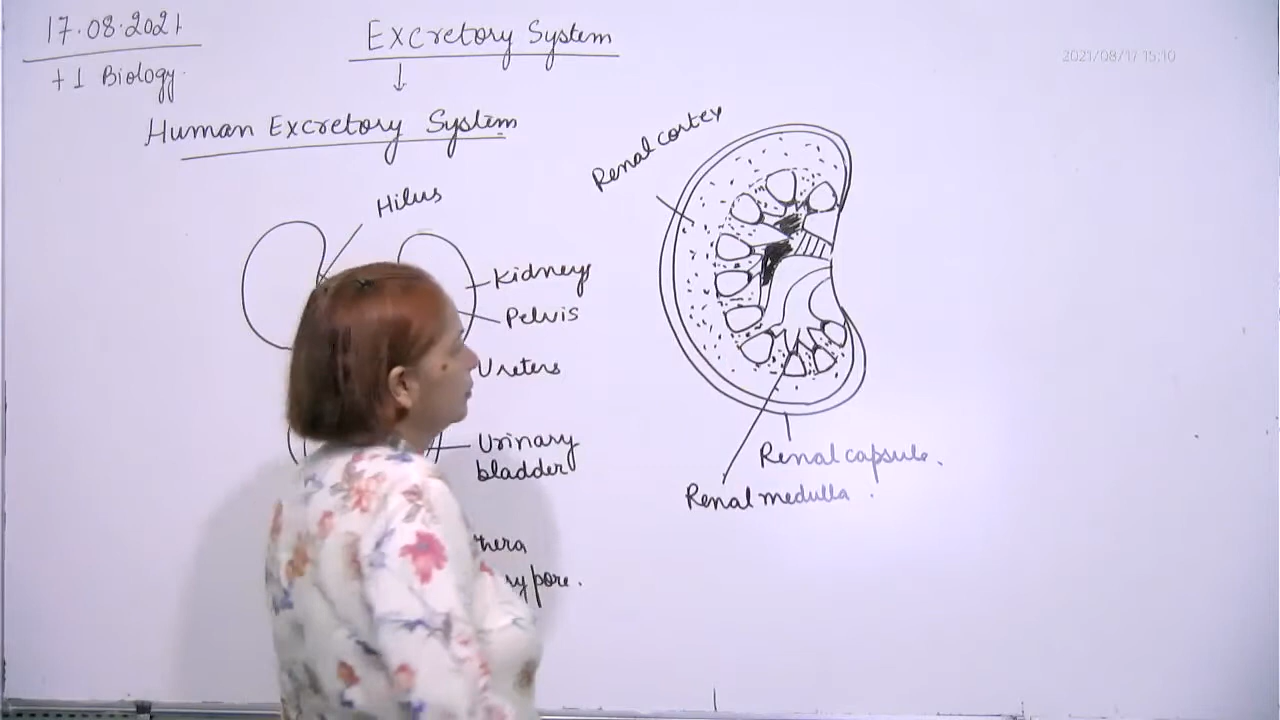 17.08.2021
+1 Biology
Excretory System
2021/08/17 15:10
Human Excretory System
Renal cortex
Hilus
Kidneys
Pelvis
Ureters
Urinary
bladder
Renal capsule.
Renal medulla.
pore.